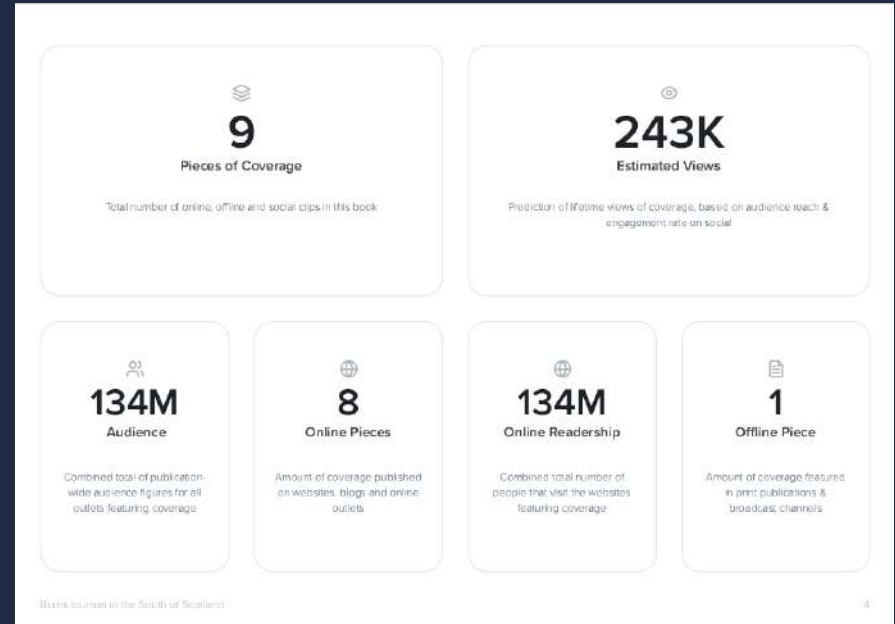 9
Pieces of Coverage
Total number of online, offline and social clips in this book
243K
Estimated Views
Prediction of lifetime views of coverage, based on audience reach &
engagement rate on social
134M
Audience
Combined total of publication-
wide audience figures for all
outlets featuring coverage
8
Online Pieces
Amount of coverage published
on websites, blogs and online
outlets
134M
Online Readership
Combined total number of
people that visit the websites
featuring coverage
1
Offline Piece
Amount of coverage featured
in print publications &
broadcast channels
Burns tourism in the South of Scotland
4